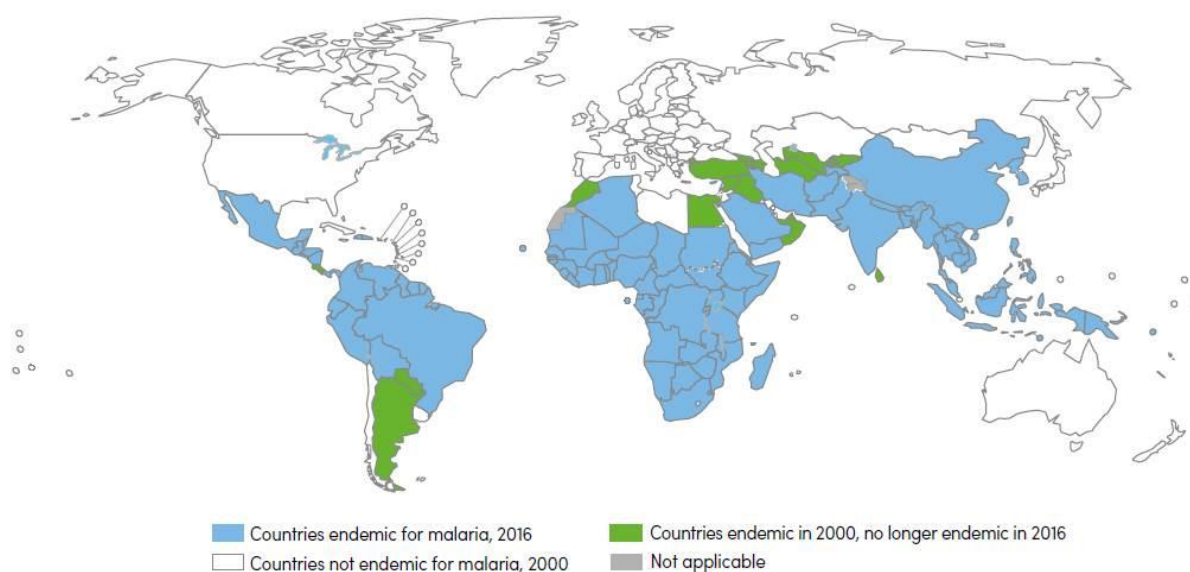 Countries endemic for malaria, 2016
Countries endemic in 2000, no longer endemic in 2016
Countries not endemic for malaria, 2000
Not applicable